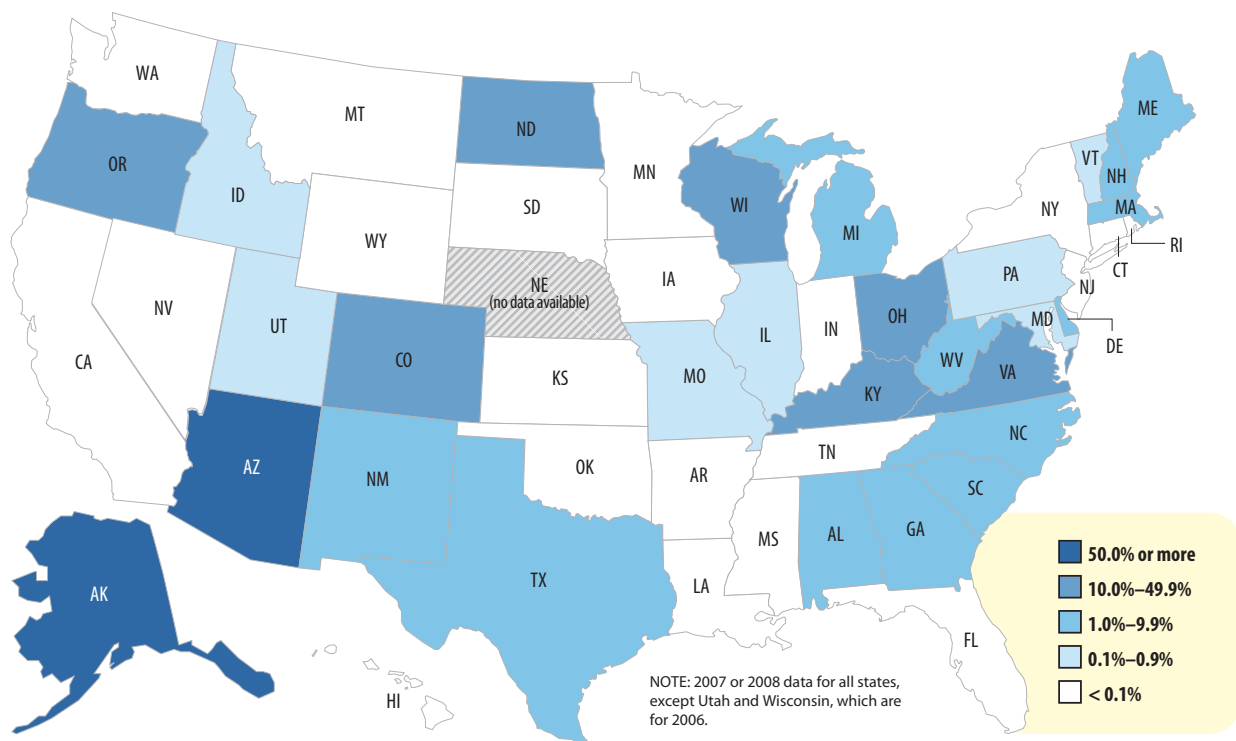 WA
MT
ND
MN
OR
ID
WY
SD
WI
MI
ME
VT
NH
MA
NY
RI
CT
NE
(no data available)
IA
PA
NJ
NV
UT
CO
CA
KS
MO
IL
IN
OH
MD
DE
WV
VA
KY
AZ
NM
OK
AR
TN
NC
SC
MS
AL
GA
TX
LA
FL
AK
HI
50.0% or more
10.0%–49.9%
1.0%–9.9%
0.1%–0.9%
< 0.1%
NOTE: 2007 or 2008 data for all states,
except Utah and Wisconsin, which are
for 2006.